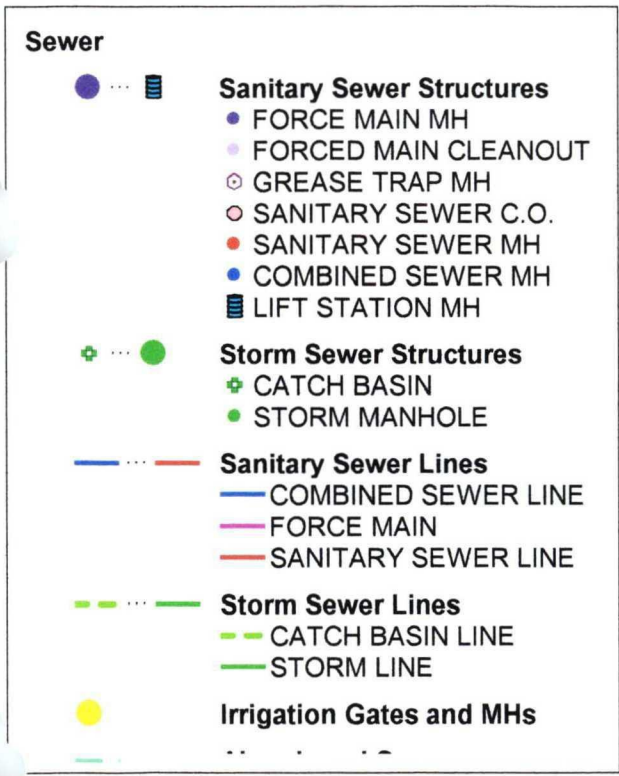 Sewer
Sanitary Sewer Structures
FORCE MAIN MH
FORCED MAIN CLEANOUT
GREASE TRAP MH
SANITARY SEWER C.O.
SANITARY SEWER MH
COMBINED SEWER MH
LIFT STATION MH
Storm Sewer Structures
CATCH BASIN
STORM MANHOLE
Sanitary Sewer Lines
COMBINED SEWER LINE
FORCE MAIN
SANITARY SEWER LINE
Storm Sewer Lines
CATCH BASIN LINE
STORM LINE
Irrigation Gates and MHs